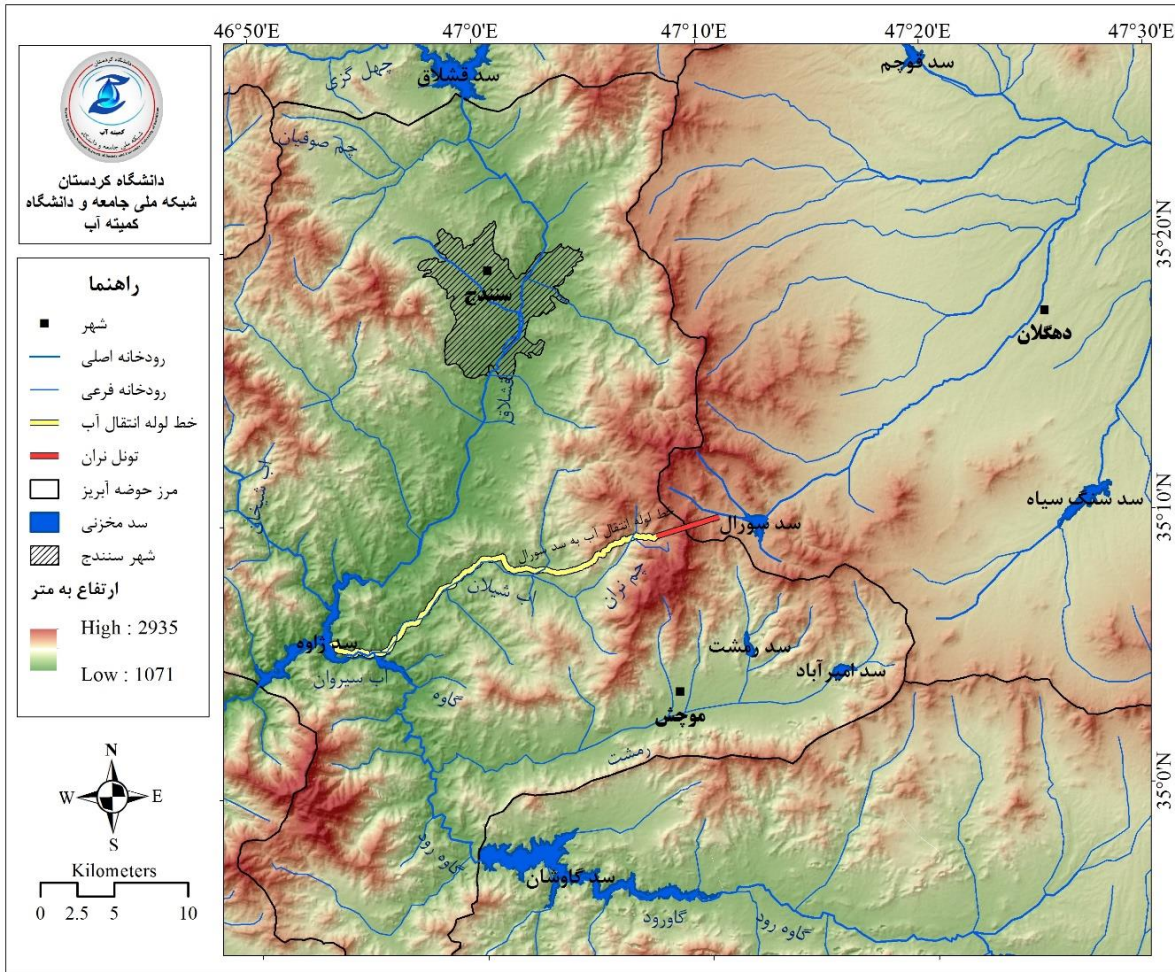 46°50'E
47°0'E
47°10'E
47°20'E
47°30'E
کمیته آب
دانشگاه کردستان
شبکه ملی جامعه و دانشگاه
کمیته آب
راهنما
شهر
رودخانه اصلی
رودخانه فرعی
خط لوله انتقال آب
تونل نران
مرز حوضه آبریز
سد مخزنی
شهر سنندج
ارتفاع به متر
High : 2935
Low : 1071
N
W
E
S
Kilometers
0 2.5 5 10
چهل گزی
سد قشلاق
سد قوچم
چم صوفیان
35°20'N
سنندج
دهگلان
قشلاق
35°10'N
سد سنگ سیاه
سد سورال
خط لوله انتقال آب به سد سورال
چم نران
اب شیلان
سد ژاوه
اب سیروان
سد رمشت
سد امیرآباد
گاوه
موچش
رمشت
35°0'N
گاوه رود
سد گاوشان
گاورود
گاوه رود